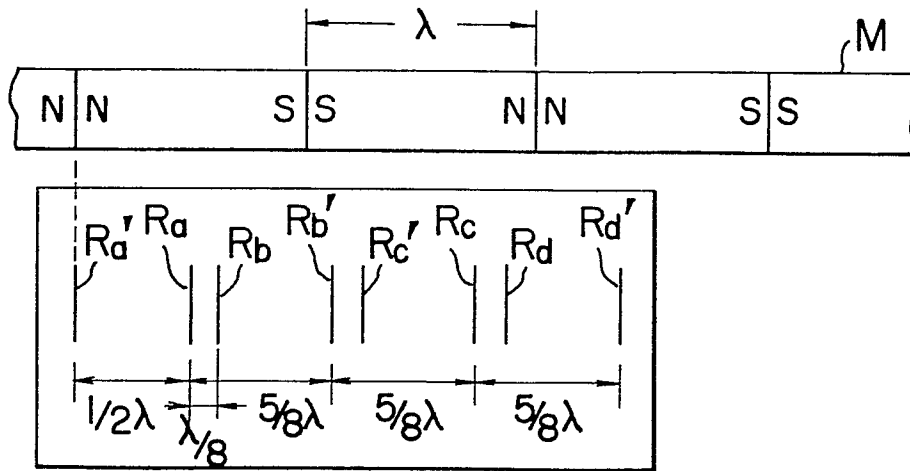 λ
M
N N S S N N S S
Ra' Ra Rb Rb' Rc' Rc Rd Rd'
1/2λ λ/8 5/8λ 5/8λ 5/8λ